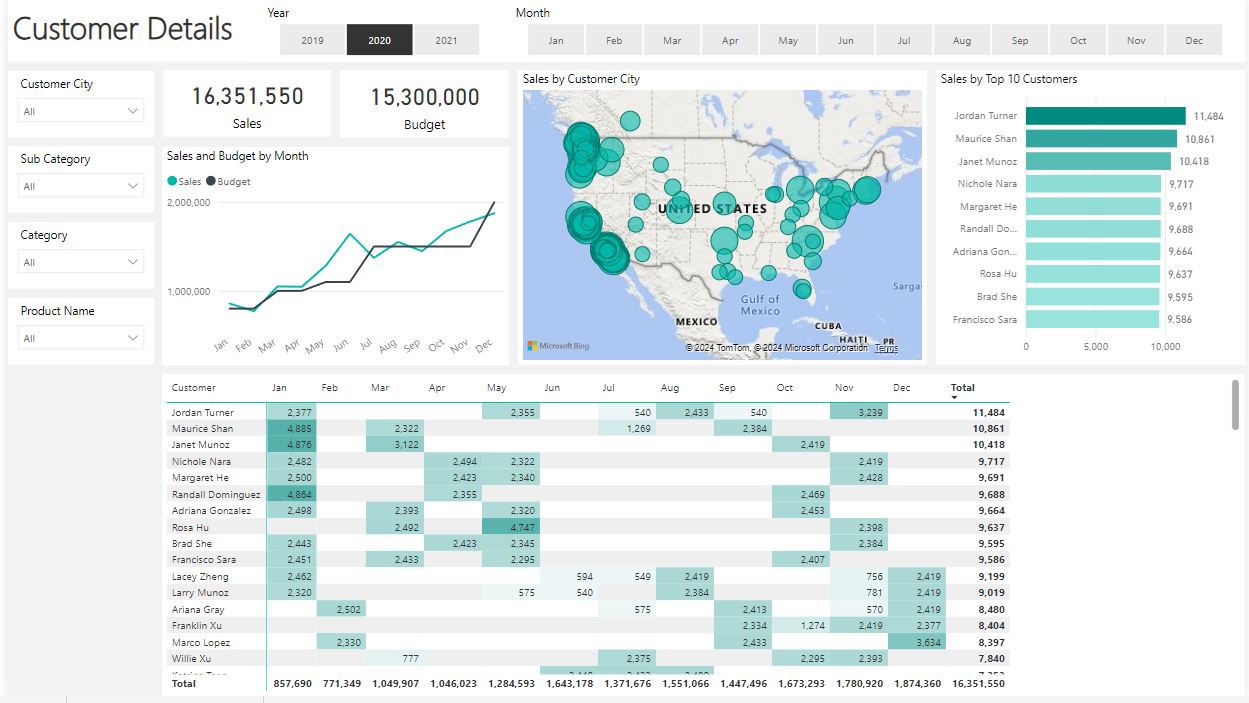 Customer Details
Year
2019 2020 2021
Month
Jan Feb Mar Apr May Jun Jul Aug Sep Oct Nov Dec
Customer City
All
Sub Category
All
Category
All
Product Name
All
16,351,550
Sales
15,300,000
Budget
Sales and Budget by Month
Sales Budget
2,000,000
1,000,000
Jan Feb Mar Apr May Jun Jul Aug Sep Oct Nov Dec
Sales by Customer City
UNITED STATES
Gulf of
Mexico
MEXICO
CUBA
HAITI
PR
Sargas
Microsoft Bing
© 2024 TomTom, © 2024 Microsoft Corporation Terms
Sales by Top 10 Customers
Jordan Turner 11,484
Maurice Shan 10,861
Janet Munoz 10,418
Nichole Nara 9,717
Margaret He 9,691
Randall Do... 9,688
Adriana Gon... 9,664
Rosa Hu 9,637
Brad She 9,595
Francisco Sara 9,586
0 5,000 10,000
Customer Jan Feb Mar Apr May Jun Jul Aug Sep Oct Nov Dec Total
Jordan Turner 2,377 2,355 540 2,433 540 3,239 11,484
Maurice Shan 4,885 2,322 1,269 2,384 10,861
Janet Munoz 4,876 3,122 2,419 10,418
Nichole Nara 2,482 2,494 2,322 2,419 9,717
Margaret He 2,500 2,423 2,340 2,428 9,691
Randall Dominguez 4,864 2,355 2,469 9,688
Adriana Gonzalez 2,498 2,393 2,320 2,453 9,664
Rosa Hu 2,492 4,747 2,398 9,637
Brad She 2,443 2,423 2,345 2,384 9,595
Francisco Sara 2,451 2,433 2,295 2,407 9,586
Lacey Zheng 2,462 594 549 2,419 756 2,419 9,199
Larry Munoz 2,320 575 540 2,384 781 2,419 9,019
Ariana Gray 2,502 575 2,413 570 2,419 8,480
Franklin Xu 2,334 1,274 2,419 2,377 8,404
Marco Lopez 2,330 2,433 3,634 8,397
Willie Xu 777 2,375 2,295 2,393 7,840
Total 857,690 771,349 1,049,907 1,046,023 1,284,593 1,643,178 1,371,676 1,551,066 1,447,496 1,673,293 1,780,920 1,874,360 16,351,550